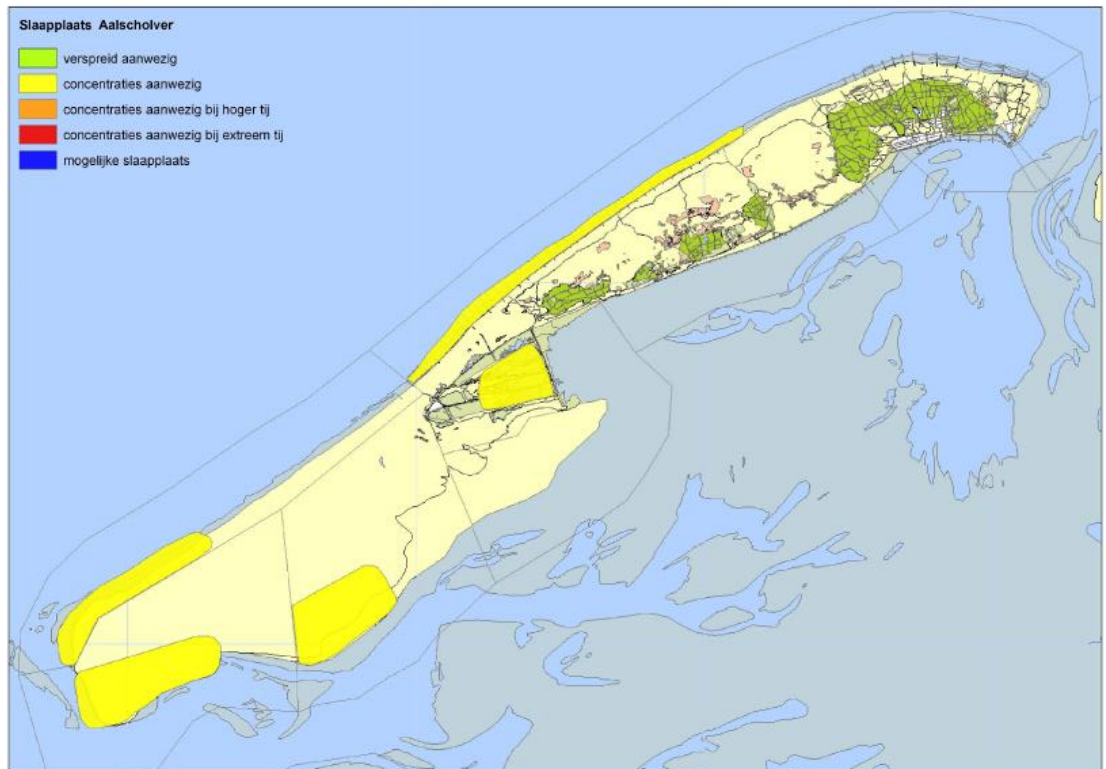 Slaapplaats Aalscholver
verspreid aanwezig
concentraties aanwezig
concentraties aanwezig bij hoger tij
concentraties aanwezig bij extreem tij
mogelijke slaapplaats